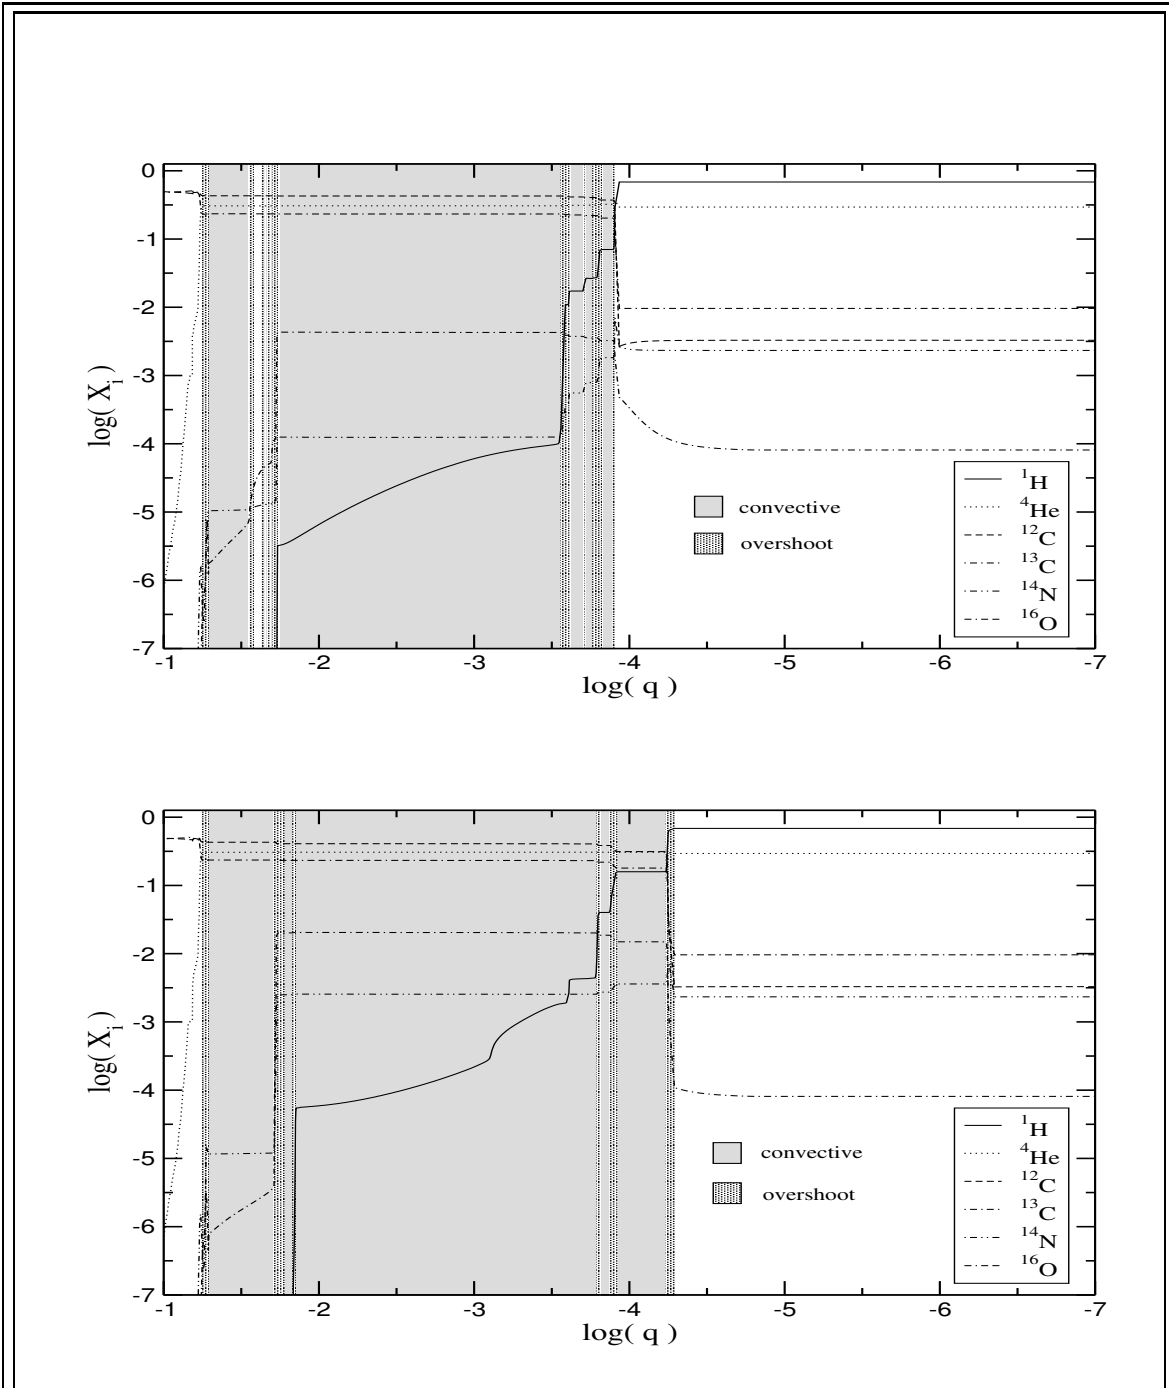 0
-1
-2
-3
-4
-5
-6
-7
log( X_i )
-1 -2 -3 -4 -5 -6 -7
log( q )
convective
overshoot
^1H
^4He
^12C
^13C
^14N
^16O
0
-1
-2
-3
-4
-5
-6
-7
log( X_i )
-1 -2 -3 -4 -5 -6 -7
log( q )
convective
overshoot
^1H
^4He
^12C
^13C
^14N
^16O